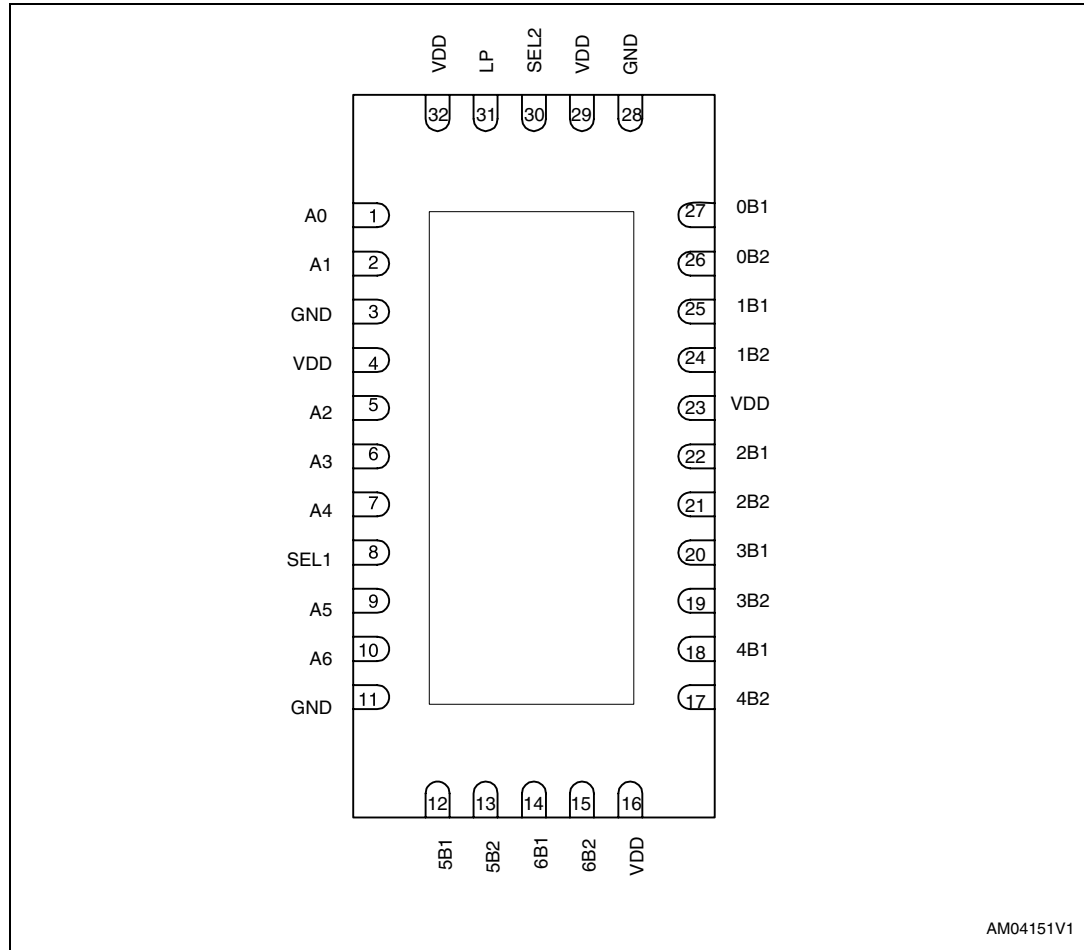 VDD LP SEL2 VDD GND
32 31 30 29 28
A0 1 27 0B1
A1 2 26 0B2
GND 3 25 1B1
VDD 4 24 1B2
A2 5 23 VDD
A3 6 22 2B1
A4 7 21 2B2
SEL1 8 20 3B1
A5 9 19 3B2
A6 10 18 4B1
GND 11 17 4B2
12 13 14 15 16
5B1 5B2 6B1 6B2 VDD
AM04151V1